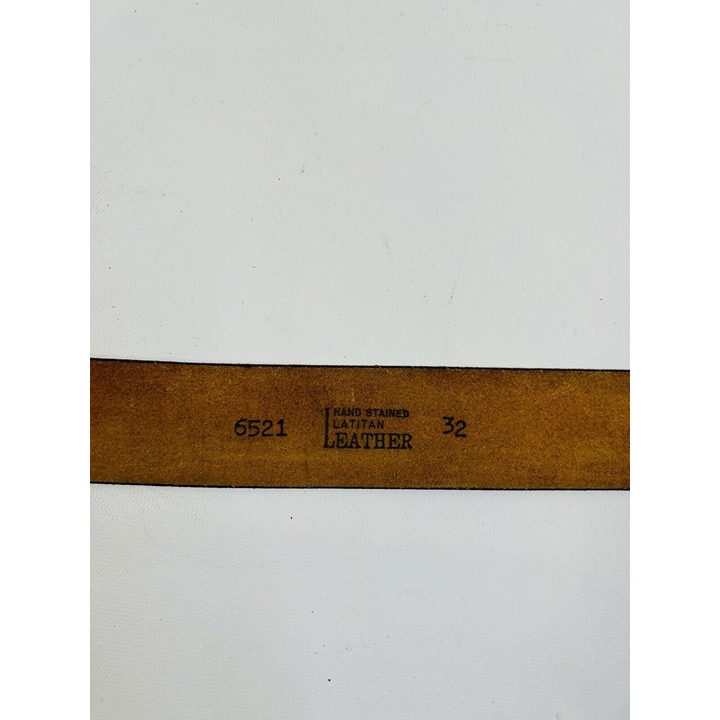 6521
HAND STAINED
LATITAN
LEATHER
32